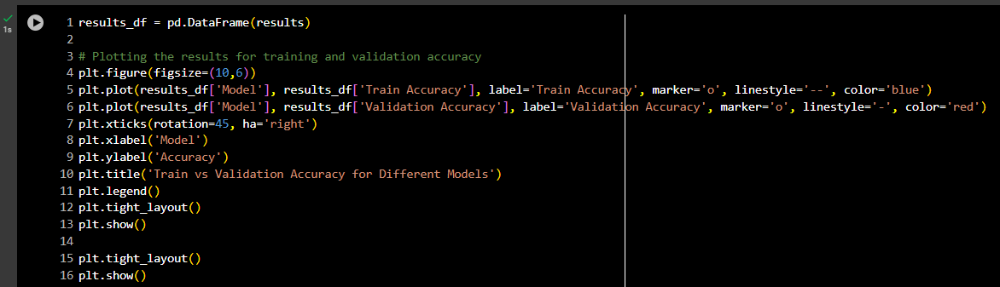 1s
1 results_df = pd.DataFrame(results)
2
3 # Plotting the results for training and validation accuracy
4 plt.figure(figsize=(10,6))
5 plt.plot(results_df['Model'], results_df['Train Accuracy'], label='Train Accuracy', marker='o', linestyle='--', color='blue')
6 plt.plot(results_df['Model'], results_df['Validation Accuracy'], label='Validation Accuracy', marker='o', linestyle='-', color='red')
7 plt.xticks(rotation=45, ha='right')
8 plt.xlabel('Model')
9 plt.ylabel('Accuracy')
10 plt.title('Train vs Validation Accuracy for Different Models')
11 plt.legend()
12 plt.tight_layout()
13 plt.show()
14
15 plt.tight_layout()
16 plt.show()